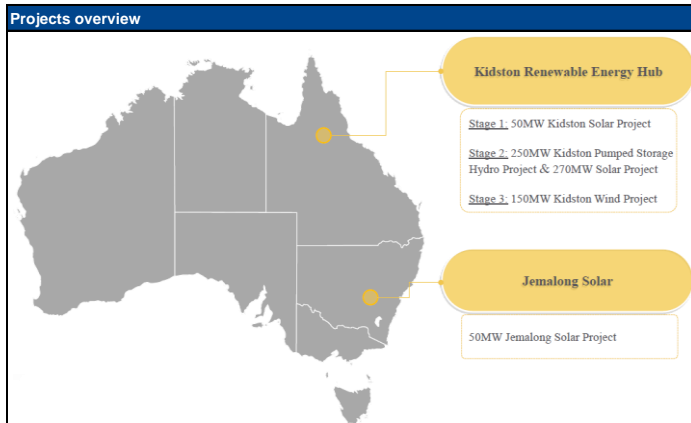 Projects overview
Kidston Renewable Energy Hub
Stage 1: 50MW Kidston Solar Project
Stage 2: 250MW Kidston Pumped Storage
Hydro Project & 270MW Solar Project
Stage 3: 150MW Kidston Wind Project
Jemalong Solar
50MW Jemalong Solar Project